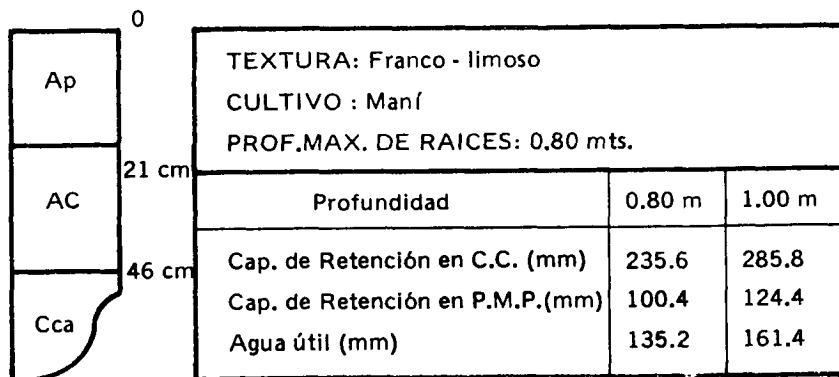 0
Ap
21 cm
AC
46 cm
Cca
TEXTURA: Franco - limoso
CULTIVO : Maní
PROF.MAX. DE RAICES: 0.80 mts.
Profundidad 0.80 m 1.00 m
Cap. de Retención en C.C. (mm) 235.6 285.8
Cap. de Retención en P.M.P.(mm) 100.4 124.4
Agua útil (mm) 135.2 161.4